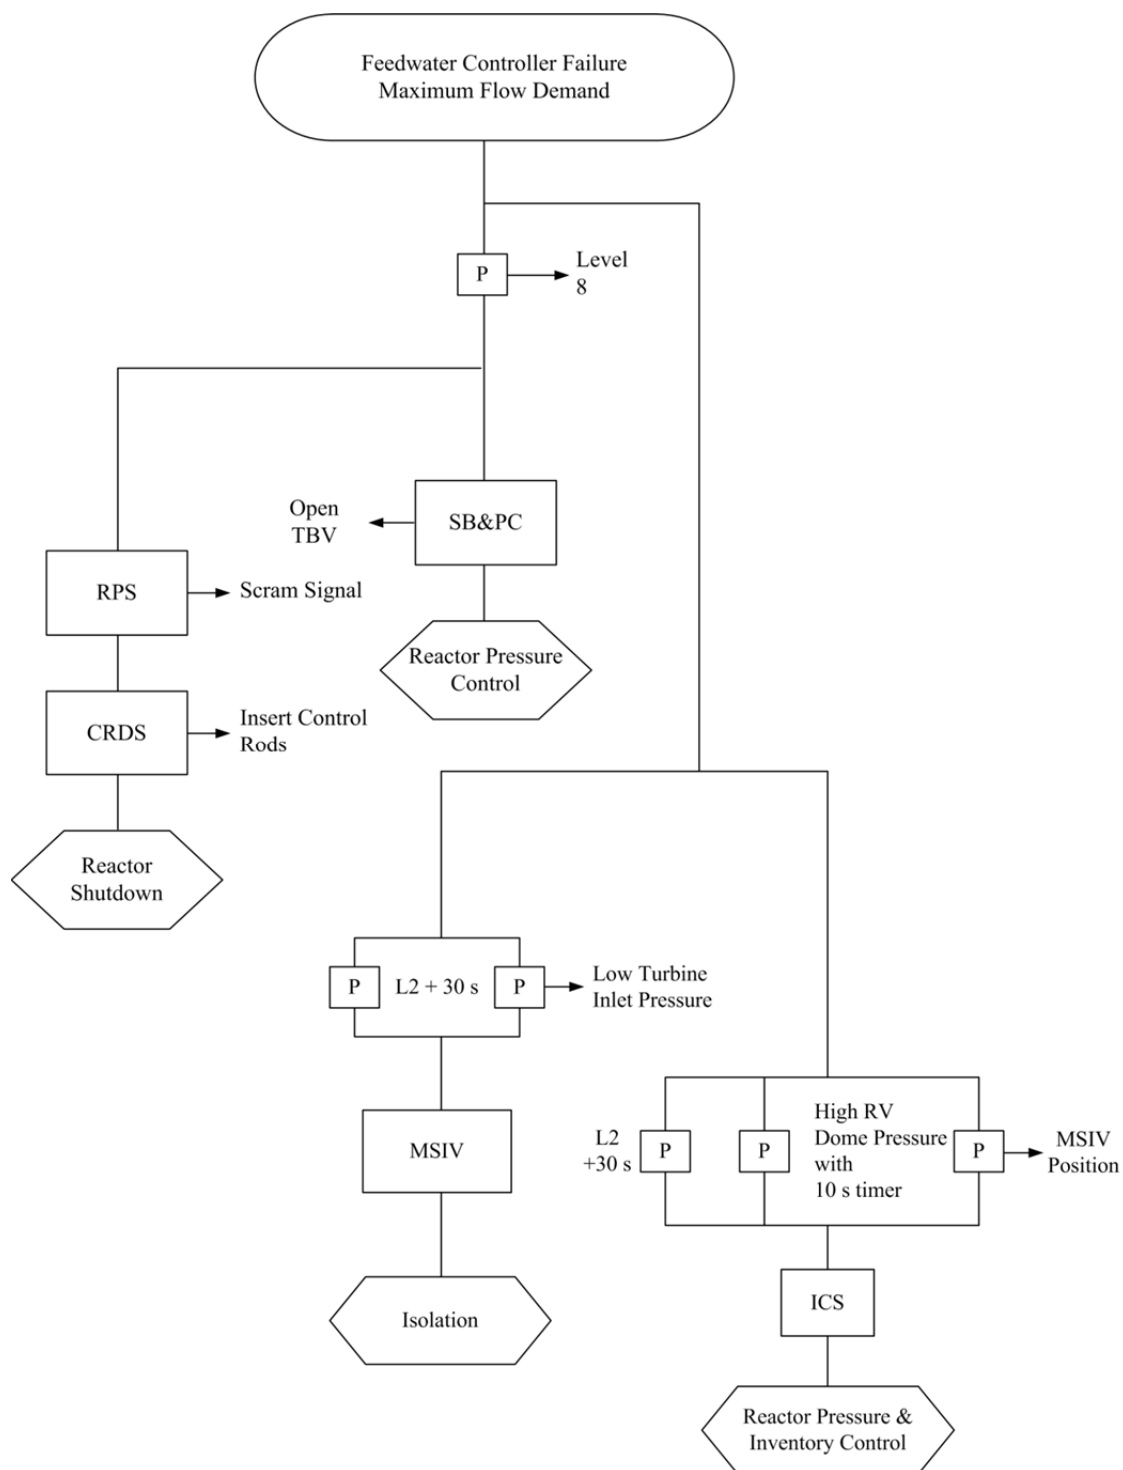 Feedwater Controller Failure
Maximum Flow Demand
P
Level
8
Open
TBV
SB&PC
RPS
Scram Signal
Reactor Pressure
Control
CRDS
Insert Control
Rods
Reactor
Shutdown
P
L2 + 30 s
P
Low Turbine
Inlet Pressure
MSIV
Isolation
L2
+30 s
P
P
High RV
Dome Pressure
with
10 s timer
P
MSIV
Position
ICS
Reactor Pressure &
Inventory Control